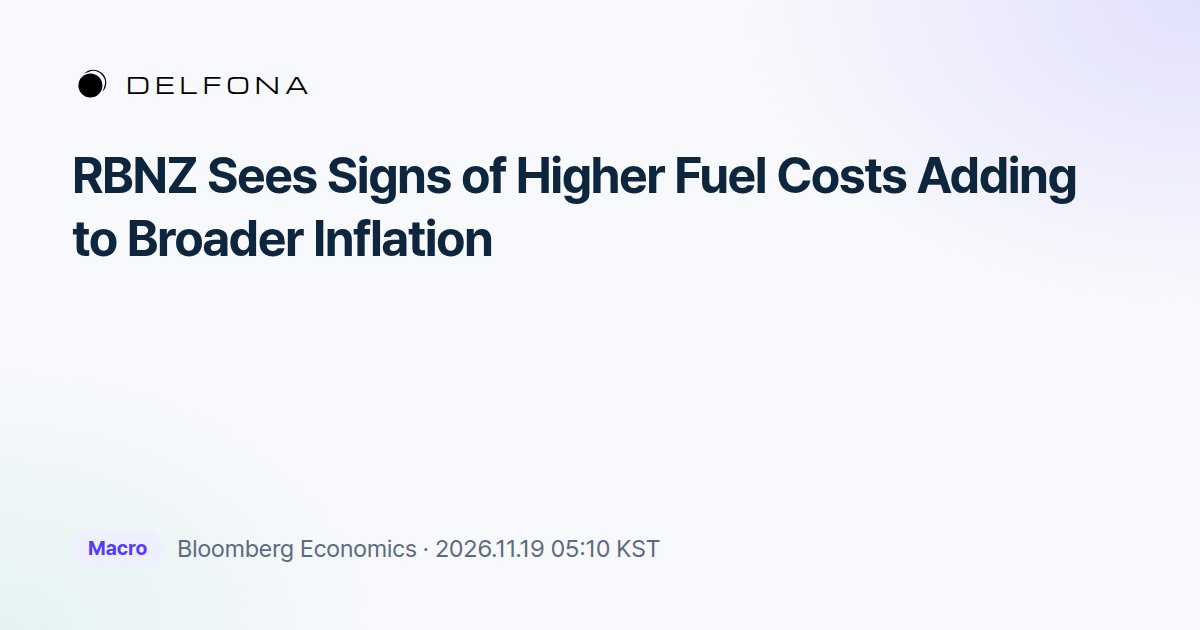 DELFONA
RBNZ Sees Signs of Higher Fuel Costs Adding
to Broader Inflation
Macro Bloomberg Economics · 2026.11.19 05:10 KST